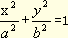 x²/a² + y²/b² = 1